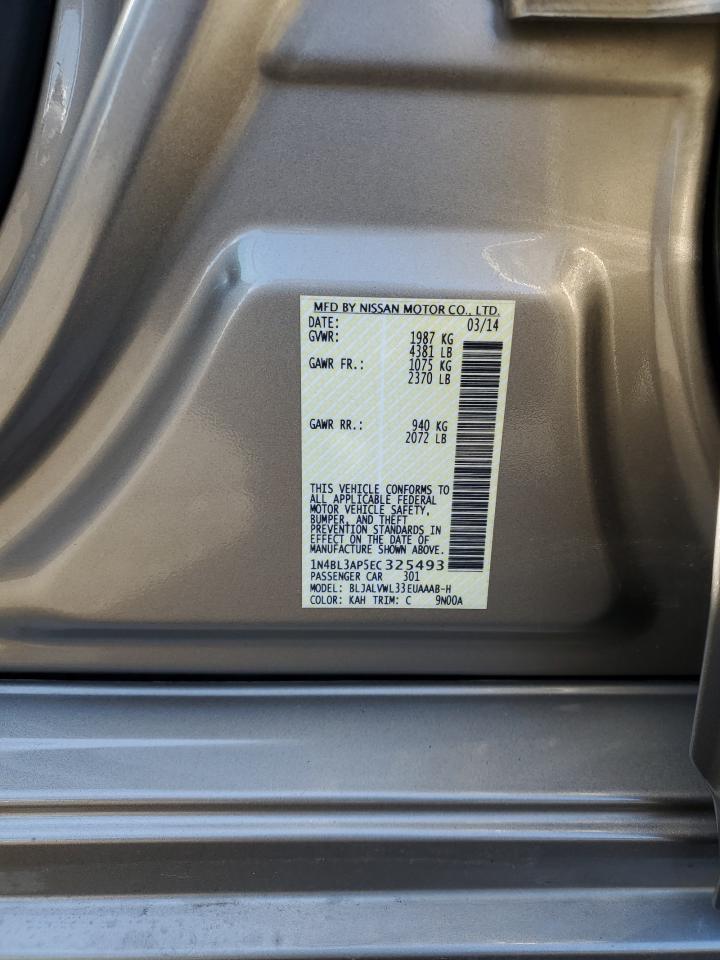 MFD BY NISSAN MOTOR CO., LTD.
DATE: 03/14
GVWR: 1987 KG
4381 LB
GAWR FR.: 1075 KG
2370 LB
GAWR RR.: 940 KG
2072 LB
THIS VEHICLE CONFORMS TO
ALL APPLICABLE FEDERAL
MOTOR VEHICLE SAFETY,
BUMPER, AND THEFT
PREVENTION STANDARDS IN
EFFECT ON THE DATE OF
MANUFACTURE SHOWN ABOVE.
1N4BL3AP5EC325493
PASSENGER CAR 301
MODEL: BLJALVWL33EUAAAB-H
COLOR: KAH TRIM: C 9N00A